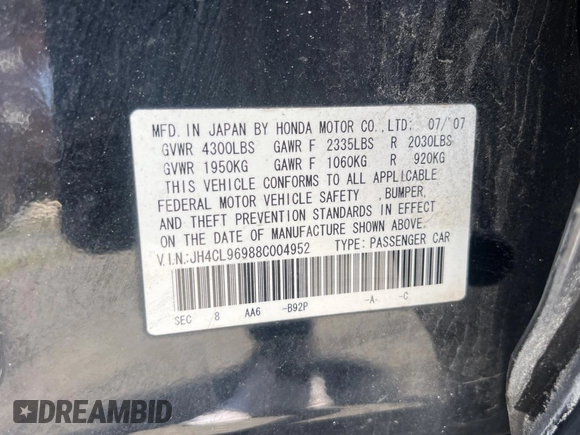 MFD. IN JAPAN BY HONDA MOTOR CO., LTD. 07/'07
GVWR 4300LBS GAWR F 2335LBS R 2030LBS
GVWR 1950KG GAWR F 1060KG R 920KG
THIS VEHICLE CONFORMS TO ALL APPLICABLE
FEDERAL MOTOR VEHICLE SAFETY , BUMPER,
AND THEFT PREVENTION STANDARDS IN EFFECT
ON THE DATE OF MANUFACTURE SHOWN ABOVE.
V.I.N.:JH4CL96988C004952 TYPE: PASSENGER CAR
SEC 8 AA6 -B92P -A- -C
DREAMBID